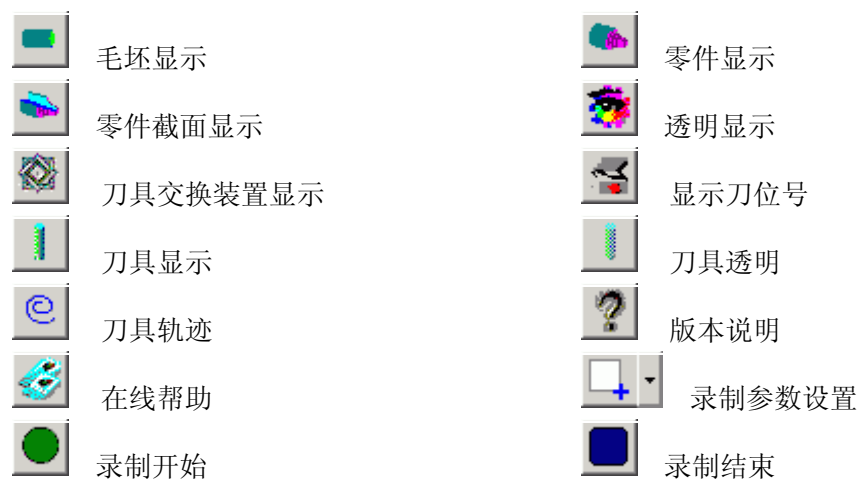 毛坯显示 零件显示
零件截面显示 透明显示
刀具交换装置显示 显示刀位号
刀具显示 刀具透明
刀具轨迹 版本说明
在线帮助 录制参数设置
录制开始 录制结束